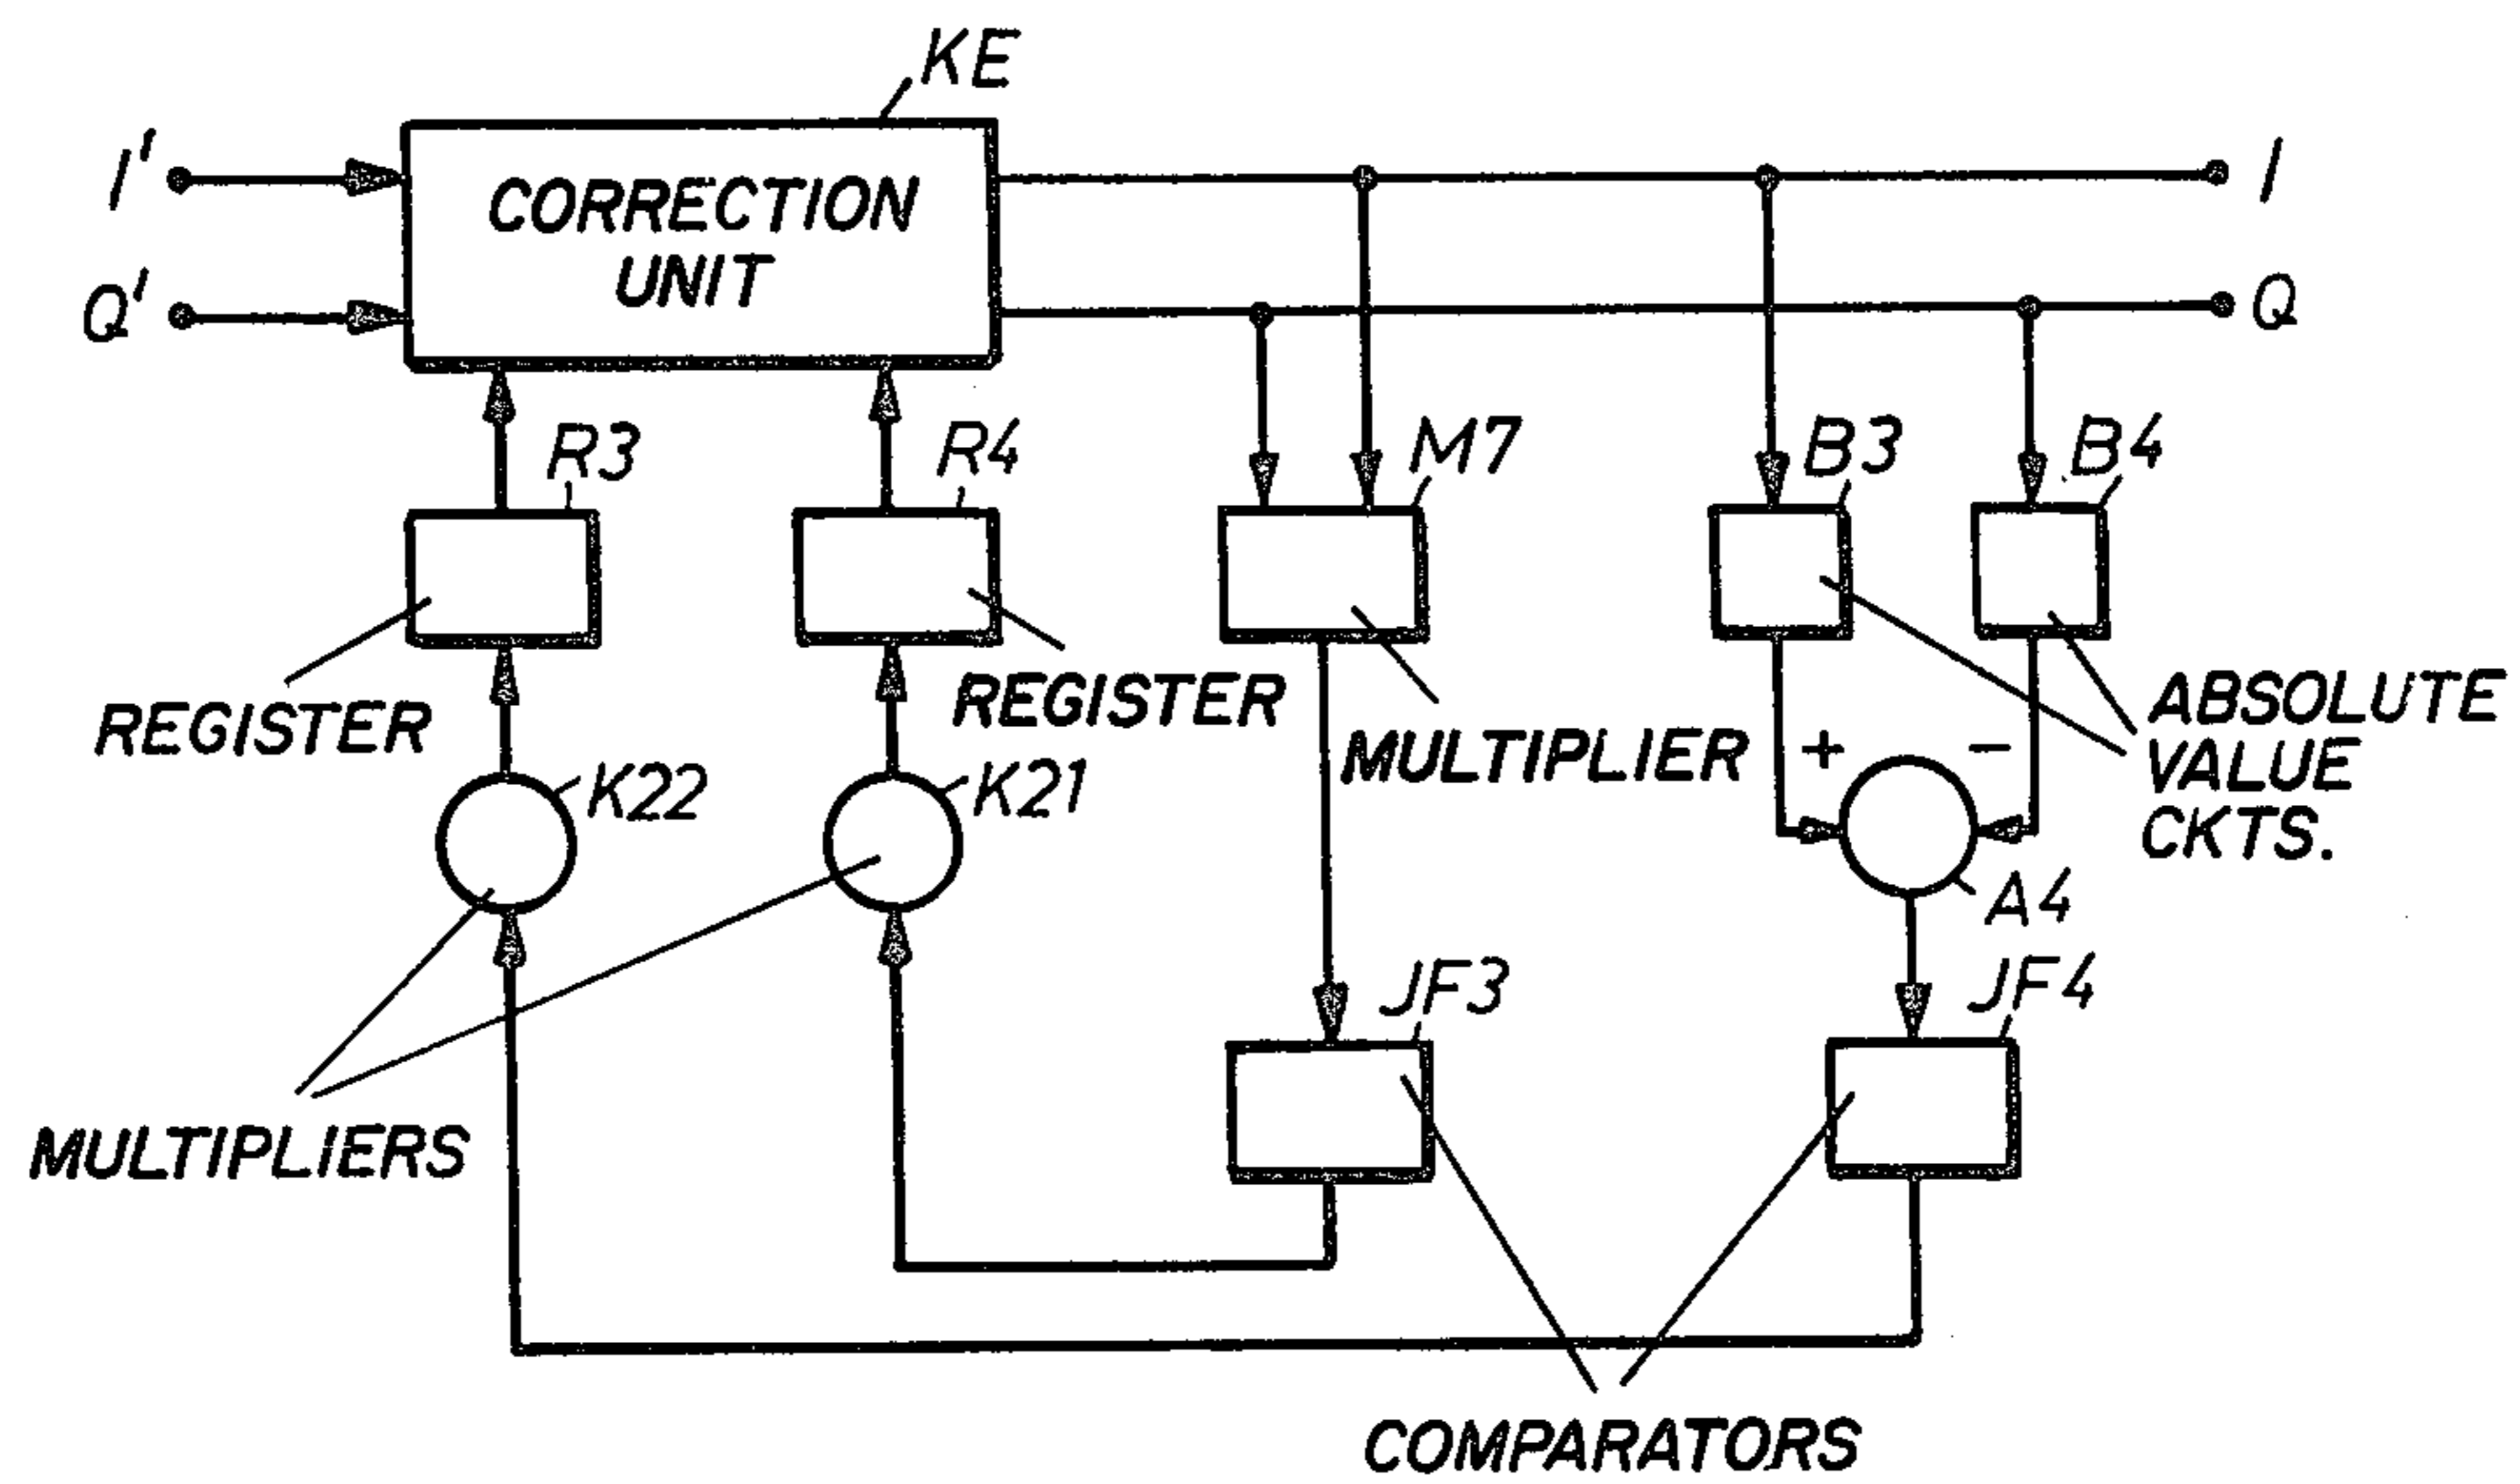 KE
I'
CORRECTION
UNIT
I
Q'
Q
R3
R4
M7
B3
B4
REGISTER
REGISTER
MULTIPLIER
+
−
ABSOLUTE
VALUE
CKTS.
K22
K21
A4
JF3
JF4
MULTIPLIERS
COMPARATORS